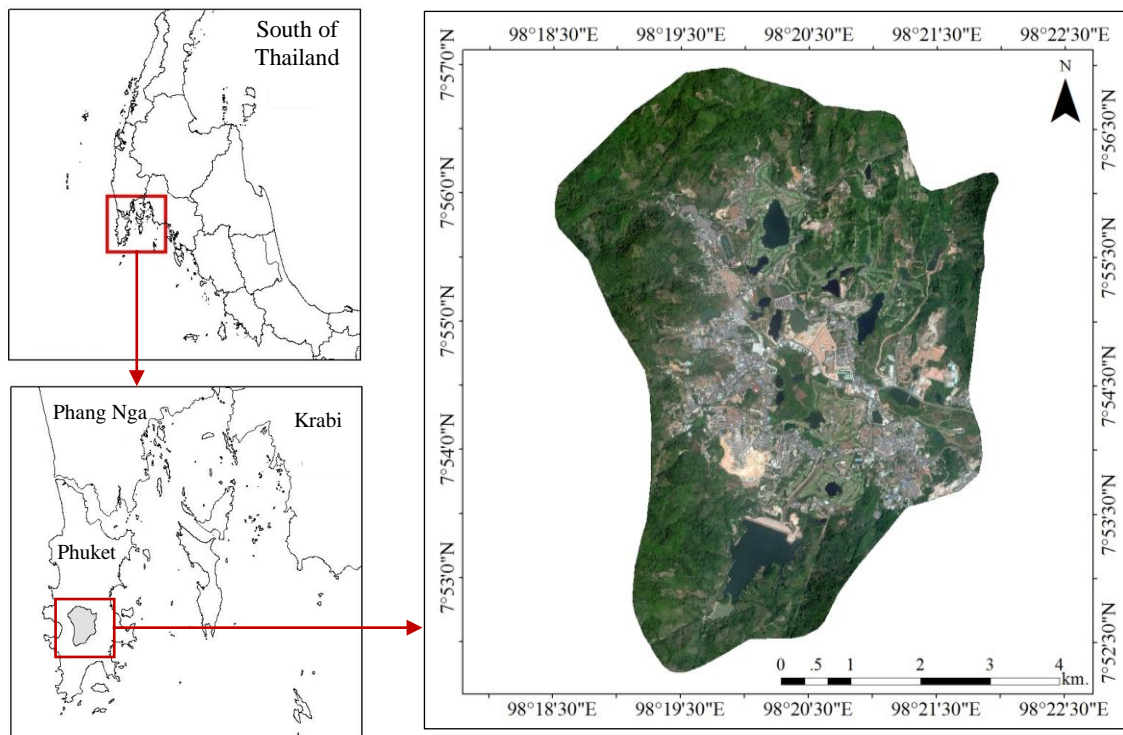 South of
Thailand
Phang Nga
Krabi
Phuket
98°18'30"E 98°19'30"E 98°20'30"E 98°21'30"E 98°22'30"E
7°57'0"N
7°56'0"N
7°55'0"N
7°54'0"N
7°53'0"N
N
7°56'30"N
7°55'30"N
7°54'30"N
7°53'30"N
7°52'30"N
0 .5 1 2 3 4
km.
98°18'30"E 98°19'30"E 98°20'30"E 98°21'30"E 98°22'30"E